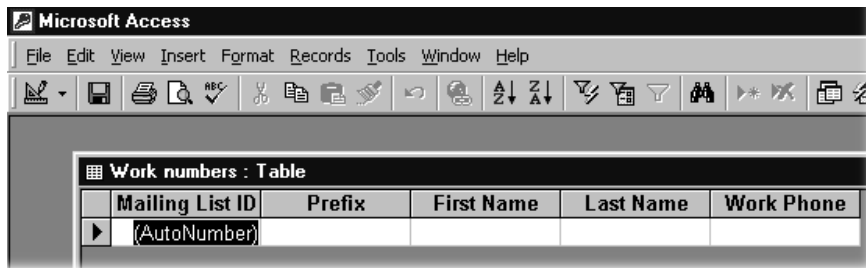 Microsoft Access
File Edit View Insert Format Records Tools Window Help
ABC A Z Z A
Work numbers : Table
Mailing List ID Prefix First Name Last Name Work Phone
(AutoNumber)